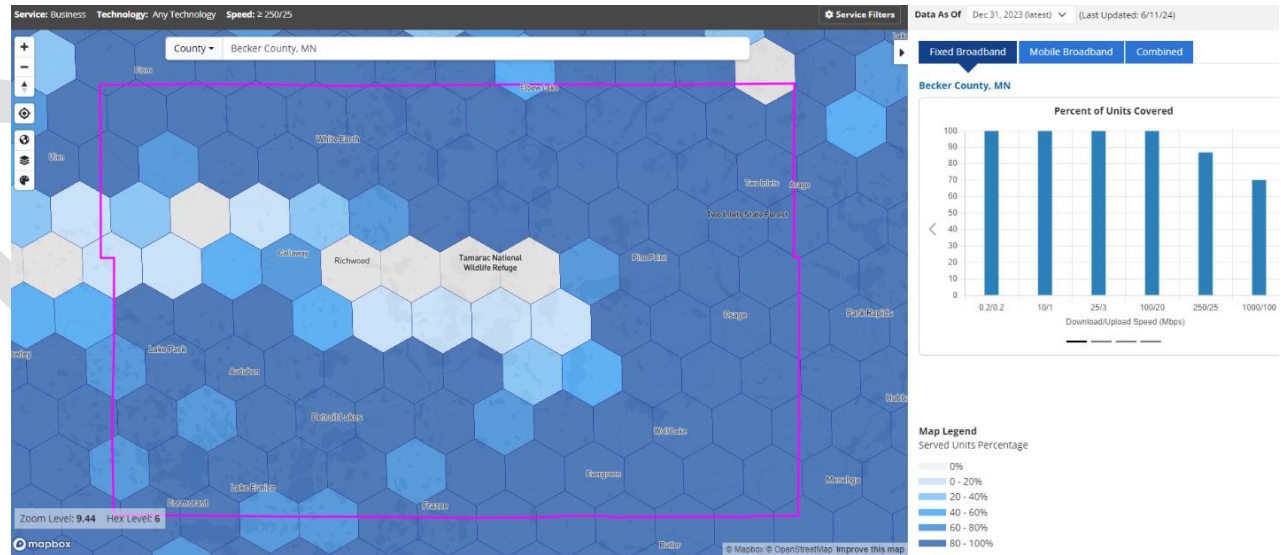 Service: Business Technology: Any Technology Speed: ≥ 250/25
Service Filters
County
Becker County, MN
Flom
Elbow Lake
White Earth
Ulen
Two Inlets
Arago
Two Inlets State Forest
Callaway
Richwood
Tamarac National
Wildlife Refuge
Pine Point
Osage
Park Rapids
Lake Park
Audubon
Detroit Lakes
Wolf Lake
Evergreen
Menahga
Lake Eunice
Cormorant
Frazee
Butler
Zoom Level: 9.44 Hex Level: 6
mapbox
© Mapbox © OpenStreetMap Improve this map
Data As Of Dec 31, 2023 (latest) (Last Updated: 6/11/24)
Fixed Broadband Mobile Broadband Combined
Becker County, MN
Percent of Units Covered
100
90
80
70
60
50
40
30
20
10
0
0.2/0.2 10/1 25/3 100/20 250/25 1000/100
Download/Upload Speed (Mbps)
Map Legend
Served Units Percentage
0%
0 - 20%
20 - 40%
40 - 60%
60 - 80%
80 - 100%